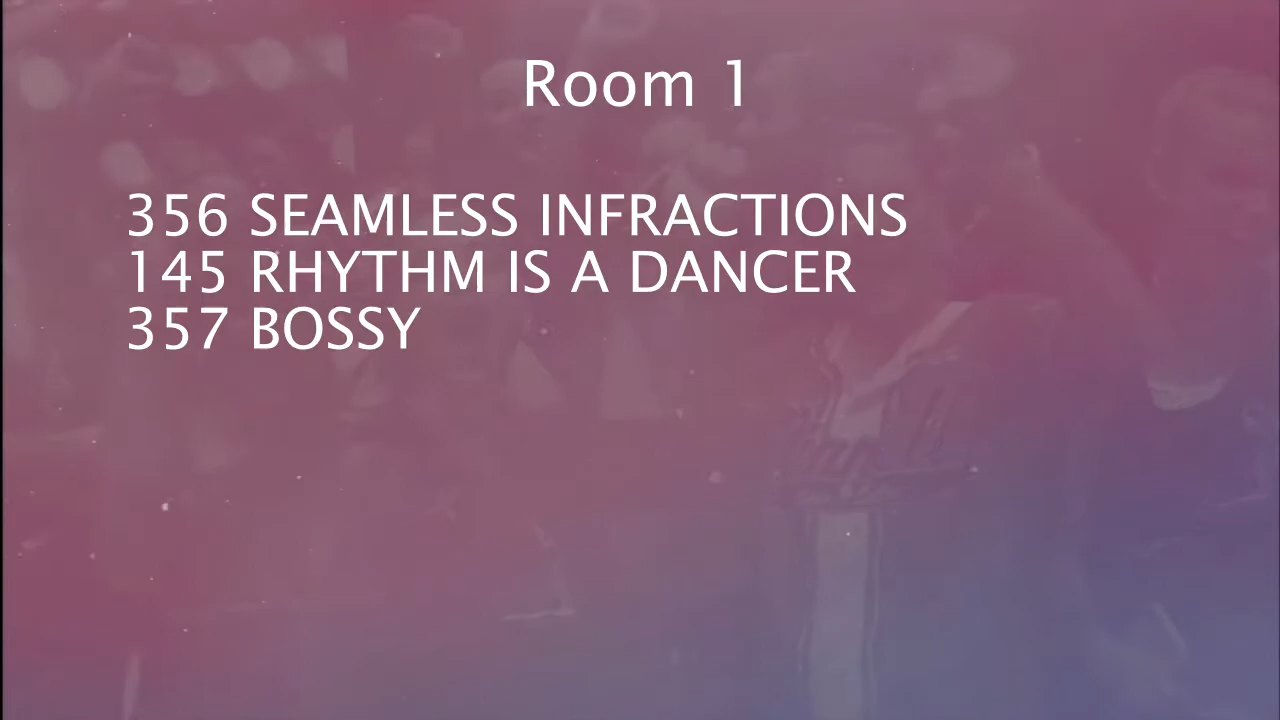 Room 1
356 SEAMLESS INFRACTIONS
145 RHYTHM IS A DANCER
357 BOSSY